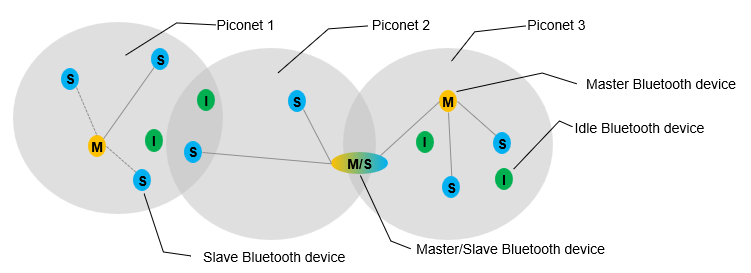 Piconet 1
Piconet 2
Piconet 3
S
S
M
I
I
S
S
S
M/S
M
I
S
S
I
Master Bluetooth device
Idle Bluetooth device
Slave Bluetooth device
Master/Slave Bluetooth device